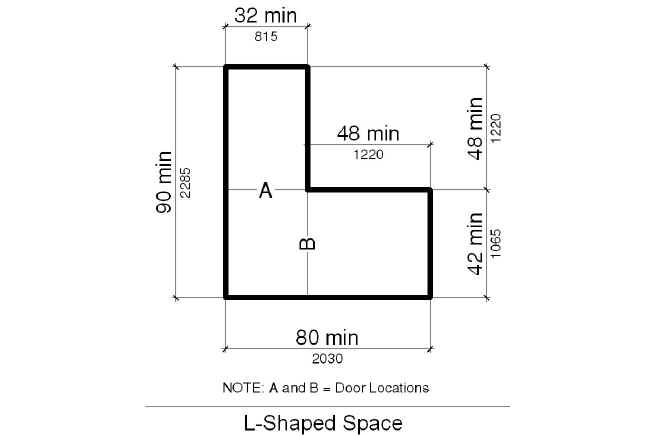 32 min
815
48 min
1220
48 min
1220
90 min
2285
A
B
42 min
1065
80 min
2030
NOTE: A and B = Door Locations
L-Shaped Space